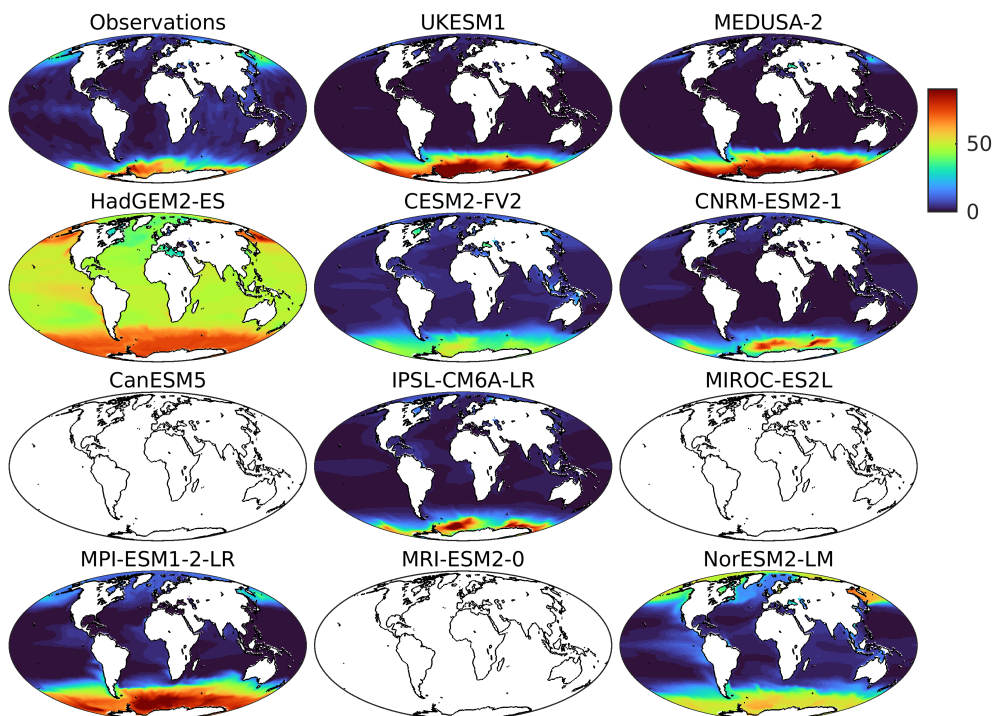 Observations
UKESM1
MEDUSA-2
50
0
HadGEM2-ES
CESM2-FV2
CNRM-ESM2-1
CanESM5
IPSL-CM6A-LR
MIROC-ES2L
MPI-ESM1-2-LR
MRI-ESM2-0
NorESM2-LM